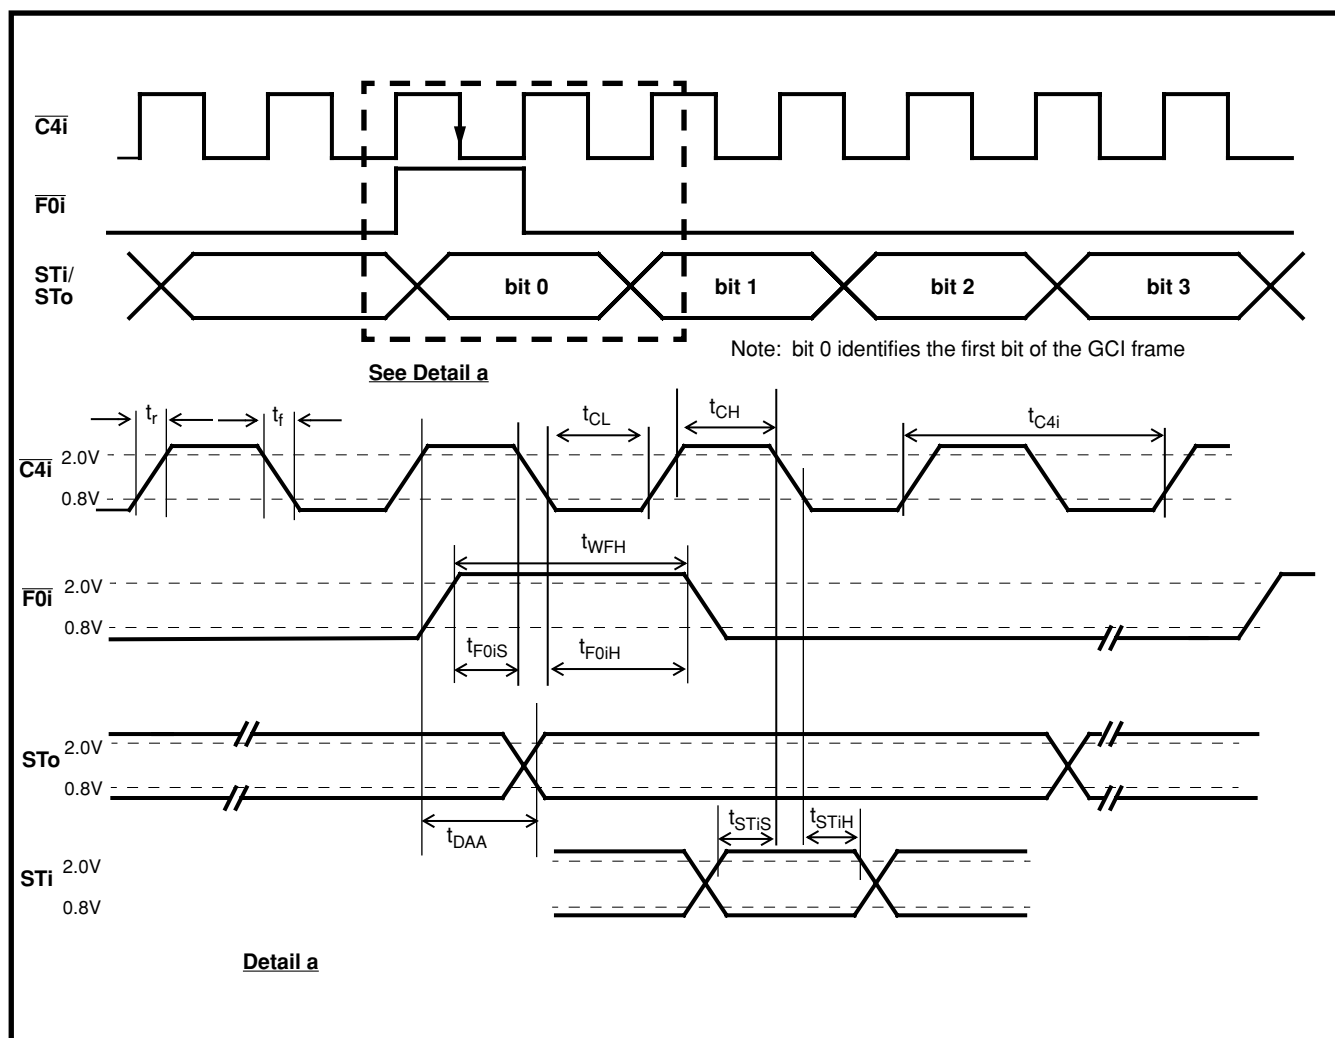 C4i
F0i
STi/
STo
bit 0 bit 1 bit 2 bit 3
Note: bit 0 identifies the first bit of the GCI frame
See Detail a
tr tf tCL tCH tC4i
C4i 2.0V
0.8V
tWFH
F0i 2.0V
0.8V
tF0iS tF0iH
STo 2.0V
0.8V
tDAA tSTiS tSTiH
STi 2.0V
0.8V
Detail a